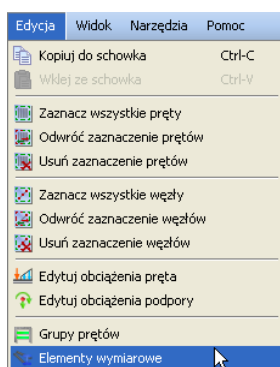 Edycja Widok Narzędzia Pomoc
Kopiuj do schowka Ctrl-C
Wklej ze schowka Ctrl-V
Zaznacz wszystkie pręty
Odwróć zaznaczenie prętów
Usuń zaznaczenie prętów
Zaznacz wszystkie węzły
Odwróć zaznaczenie węzłów
Usuń zaznaczenie węzłów
Edytuj obciążenia pręta
Edytuj obciążenia podpory
Grupy prętów
Elementy wymiarowe